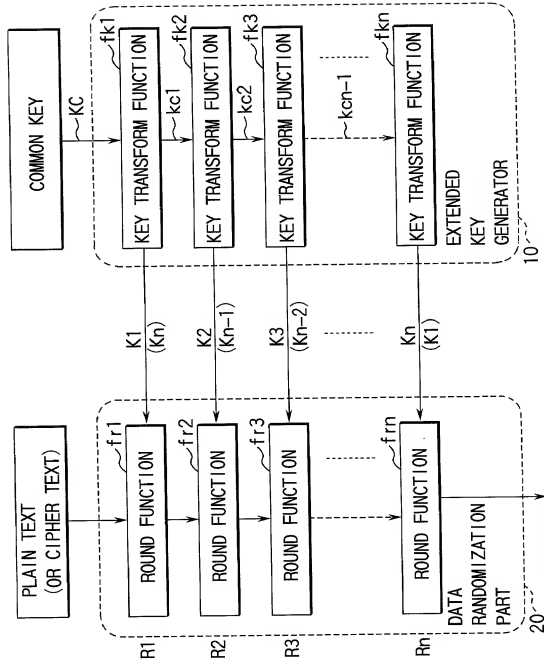 PLAIN TEXT
(OR CIPHER TEXT)
COMMON KEY
KC
R1
ROUND FUNCTION
fr1
K1
(Kn)
KEY TRANSFORM FUNCTION
fk1
kc1
R2
ROUND FUNCTION
fr2
K2
(Kn-1)
KEY TRANSFORM FUNCTION
fk2
kc2
R3
ROUND FUNCTION
fr3
K3
(Kn-2)
KEY TRANSFORM FUNCTION
fk3
kcn-1
Rn
ROUND FUNCTION
frn
Kn
(K1)
KEY TRANSFORM FUNCTION
fkn
DATA
RANDOMIZATION
PART
20
EXTENDED
KEY
GENERATOR
10